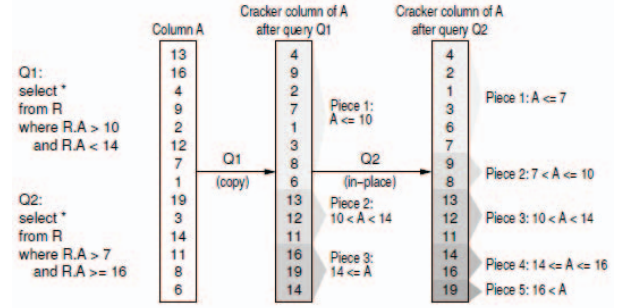 Q1:
select *
from R
where R.A > 10
and R.A < 14
Q2:
select *
from R
where R.A > 7
and R.A >= 16
Column A
13
16
4
9
2
12
7
1
19
3
14
11
8
6
Q1
(copy)
Cracker column of A
after query Q1
4
9
2
7
1
3
8
6
13
12
11
16
19
14
Piece 1:
A <= 10
Piece 2:
10 < A < 14
Piece 3:
14 <= A
Q2
(in-place)
Cracker column of A
after query Q2
4
2
1
3
6
7
9
8
13
12
11
14
16
19
Piece 1: A <= 7
Piece 2: 7 < A <= 10
Piece 3: 10 < A < 14
Piece 4: 14 <= A <= 16
Piece 5: 16 < A